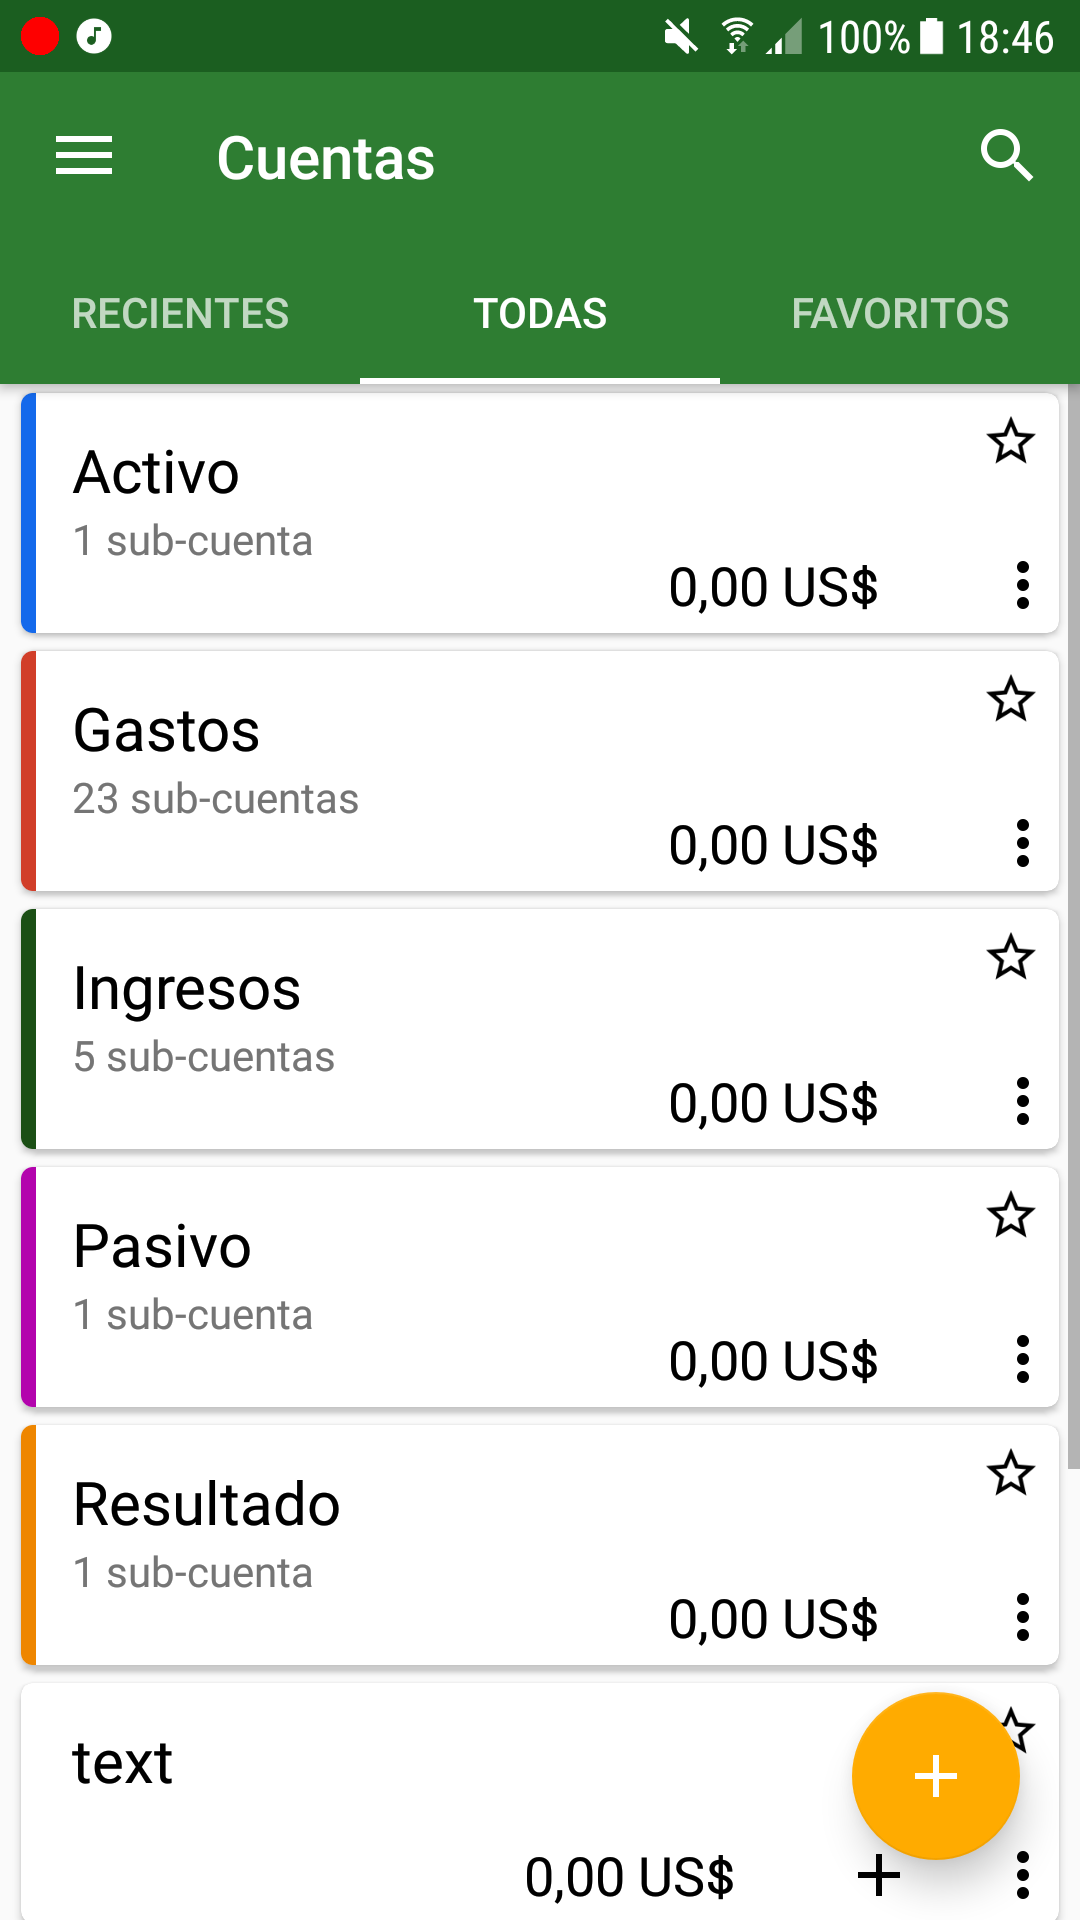 100% 18:46
Cuentas
RECIENTES TODAS FAVORITOS
Activo
1 sub-cuenta
0,00 US$
Gastos
23 sub-cuentas
0,00 US$
Ingresos
5 sub-cuentas
0,00 US$
Pasivo
1 sub-cuenta
0,00 US$
Resultado
1 sub-cuenta
0,00 US$
text
0,00 US$